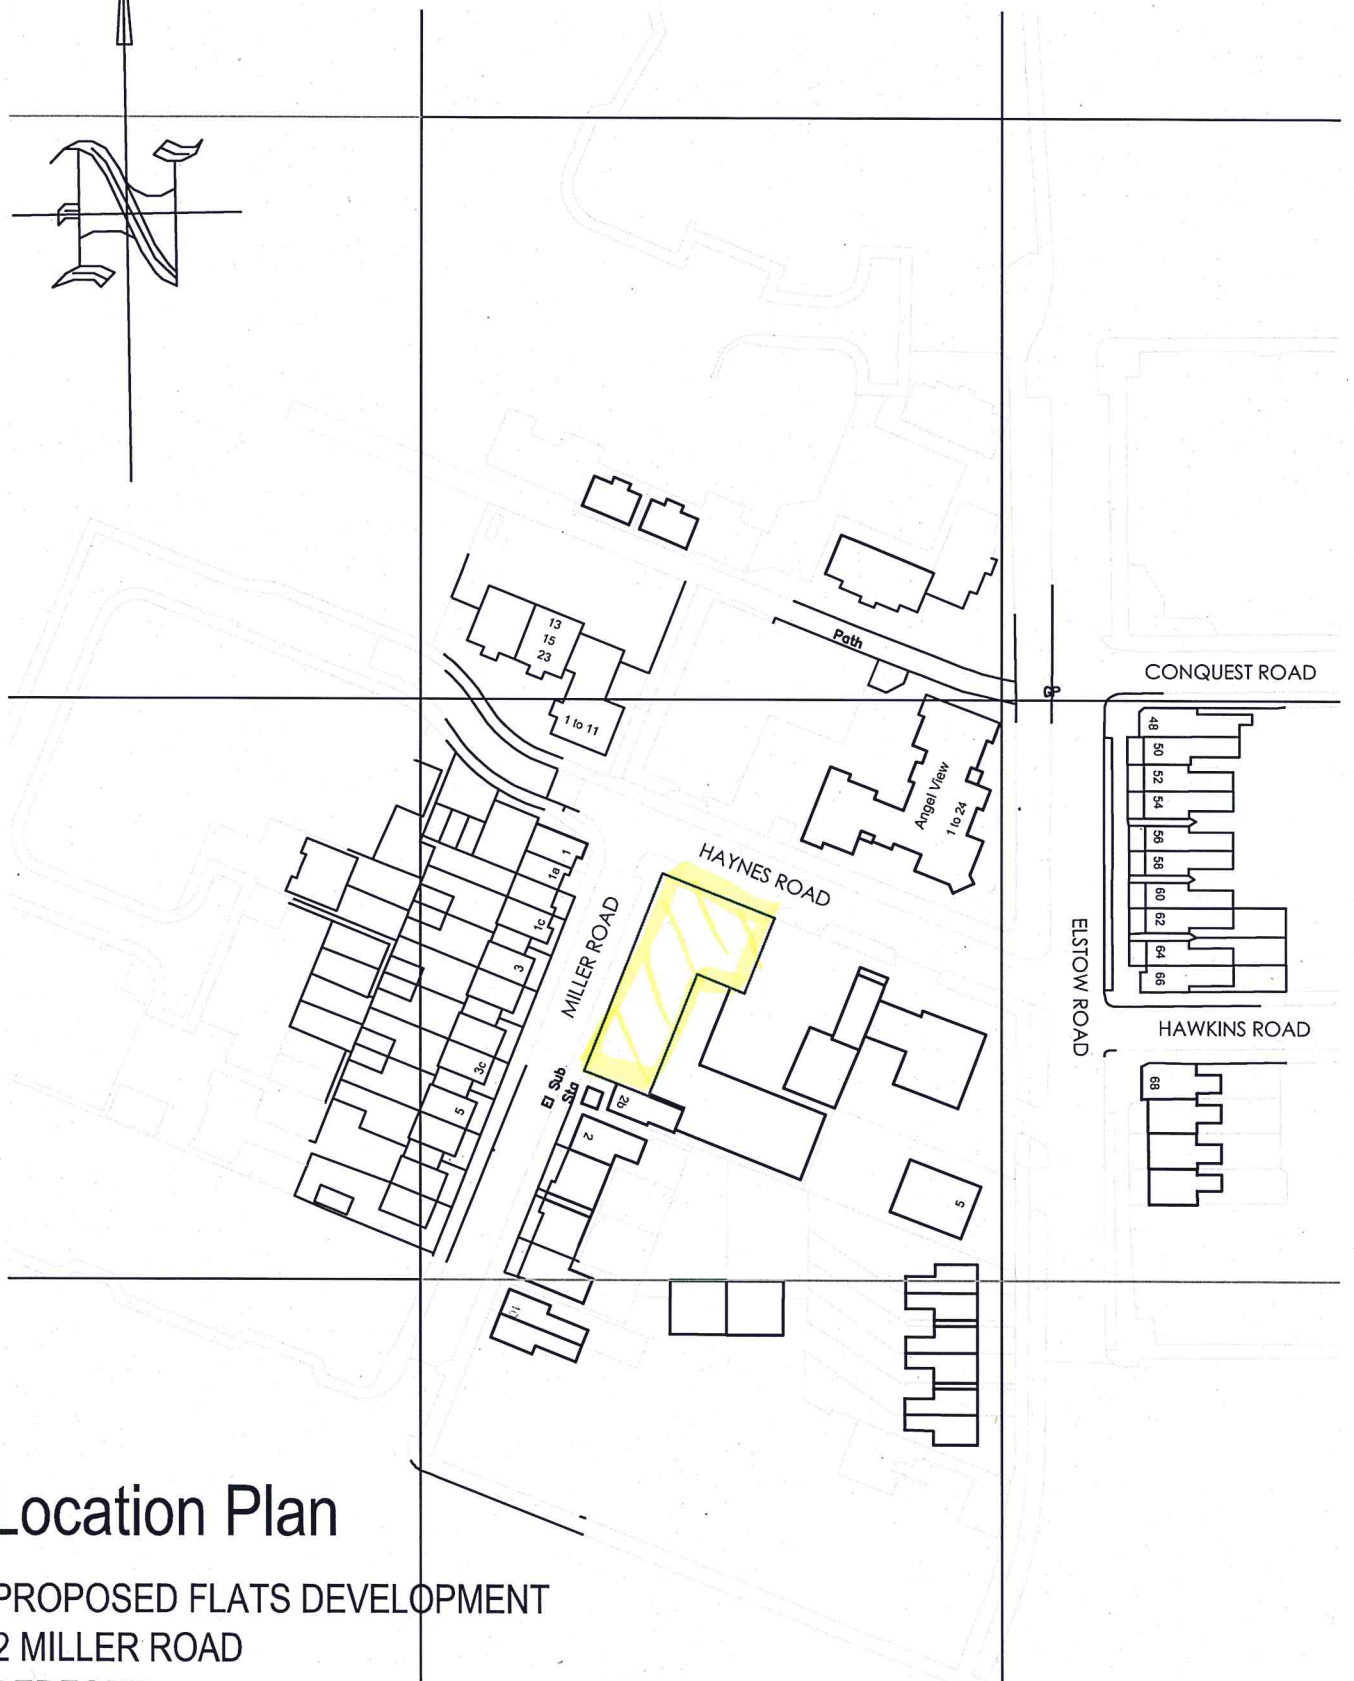 N
13
15
23
1 to 11
Path
CONQUEST ROAD
48
50
52
54
56
58
60
62
64
66
Angel View
1 to 24
HAYNES ROAD
MILLER ROAD
ELSTOW ROAD
HAWKINS ROAD
1
1a
1c
3
3c
5
El Sub
Sta
2b
2
68
5
10
Location Plan
PROPOSED FLATS DEVELOPMENT
2 MILLER ROAD